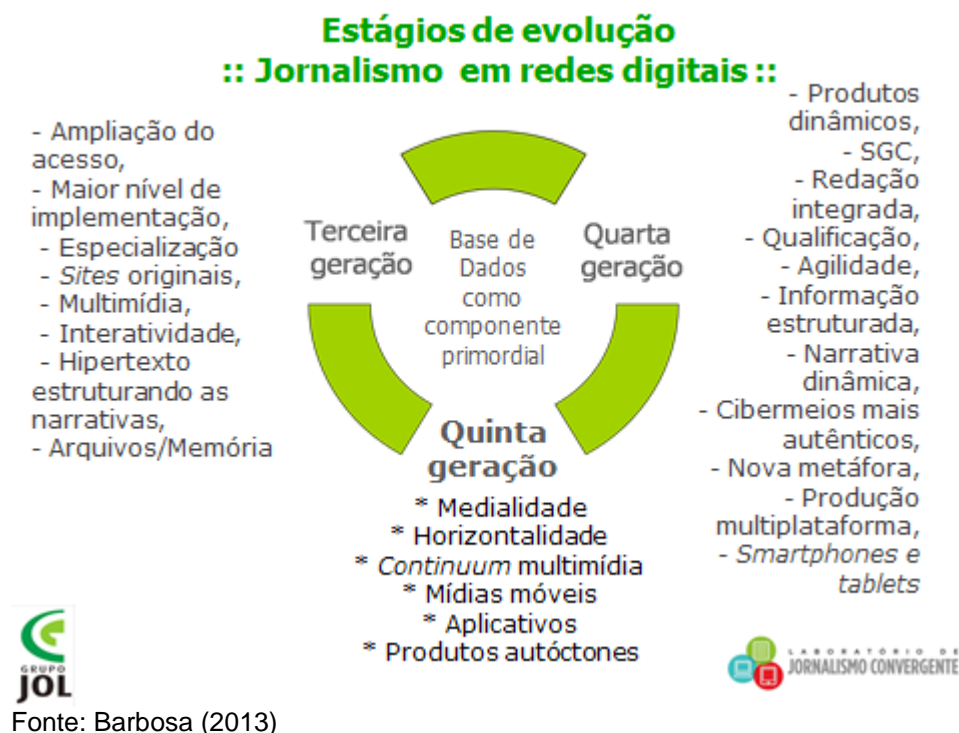 Estágios de evolução
:: Jornalismo em redes digitais ::
- Ampliação do
acesso,
- Maior nível de
implementação,
- Especialização
- Sites originais,
- Multimídia,
- Interatividade,
- Hipertexto
estruturando as
narrativas,
- Arquivos/Memória
Terceira
geração
Base de
Dados
como
componente
primordial
Quarta
geração
- Produtos
dinâmicos,
- SGC,
- Redação
integrada,
- Qualificação,
- Agilidade,
- Informação
estruturada,
- Narrativa
dinâmica,
- Cibermeios mais
autênticos,
- Nova metáfora,
- Produção
multiplataforma,
- Smartphones e
tablets
Quinta
geração
* Medialidade
* Horizontalidade
* Continuum multimídia
* Mídias móveis
* Aplicativos
* Produtos autóctones
GRUPO
JOL
LABORATÓRIO DE
JORNALISMO CONVERGENTE
Fonte: Barbosa (2013)